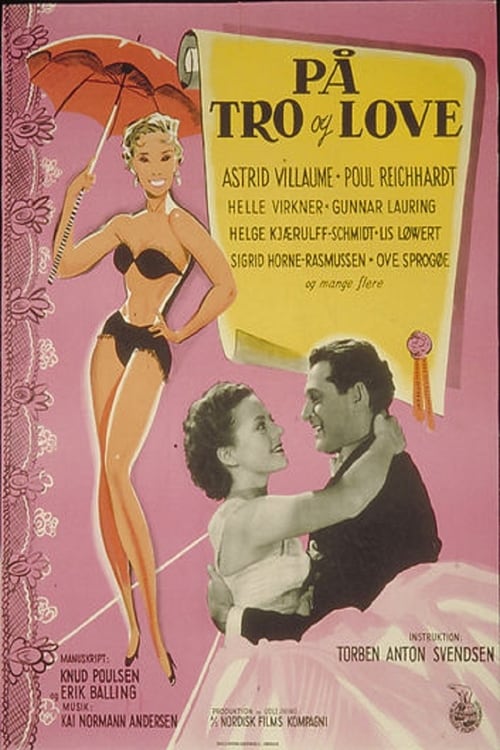 PÅ
TRO og LOVE
ASTRID VILLAUME · POUL REICHHARDT
HELLE VIRKNER · GUNNAR LAURING
HELGE KJÆRULFF-SCHMIDT · LIS LØWERT
SIGRID HORNE-RASMUSSEN · OVE SPROGØE
og mange flere
INSTRUKTION:
TORBEN ANTON SVENDSEN
MANUSKRIPT:
KNUD POULSEN
og ERIK BALLING
MUSIK:
KAI NORMANN ANDERSEN
PRODUKTION og UDLEJNING
A/S NORDISK FILMS KOMPAGNI